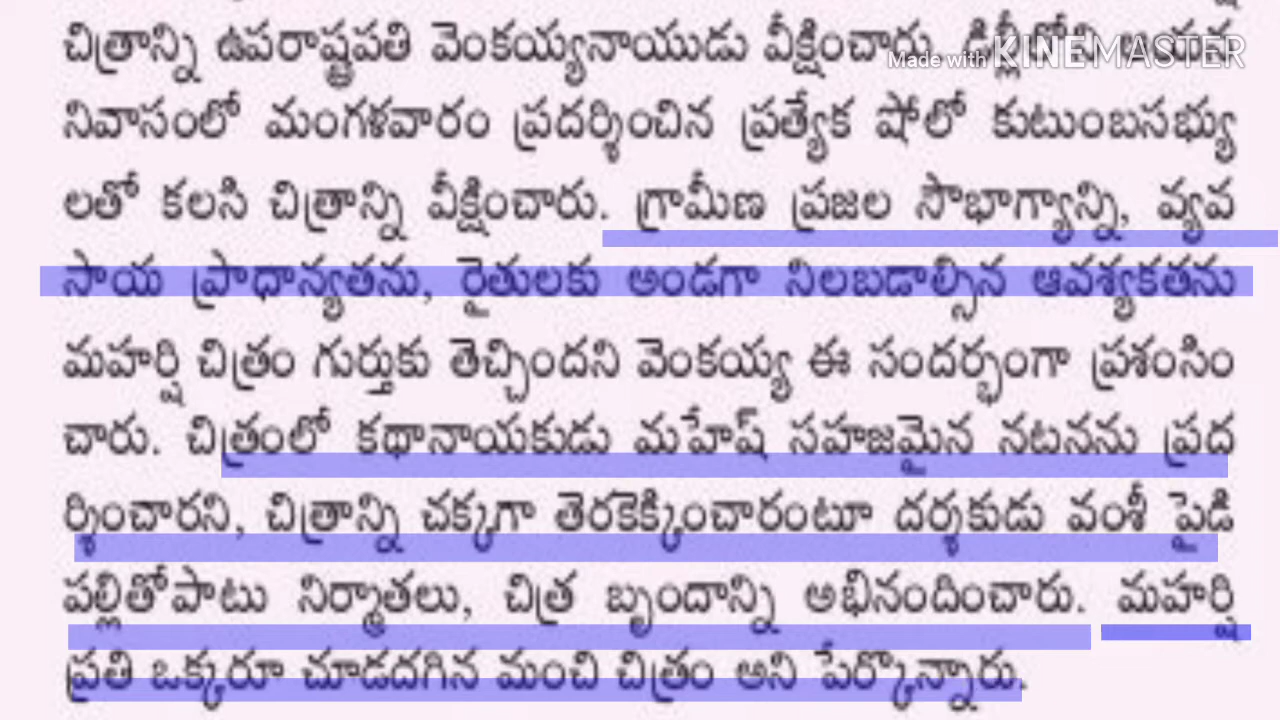 చిత్రాన్ని ఉపరాష్ట్రపతి వెంకయ్యనాయుడు వీక్షించారు.
Made with KINEMASTER
నివాసంలో మంగళవారం ప్రదర్శించిన ప్రత్యేక షోలో కుటుంబసభ్యు
లతో కలసి చిత్రాన్ని వీక్షించారు. గ్రామీణ ప్రజల సౌభాగ్యాన్ని, వ్యవ
సాయ ప్రాధాన్యతను, రైతులకు అండగా నిలబడాల్సిన ఆవశ్యకతను
మహర్షి చిత్రం గుర్తుకు తెచ్చిందని వెంకయ్య ఈ సందర్భంగా ప్రశంసిం
చారు. చిత్రంలో కథానాయకుడు మహేష్ సహజమైన నటనను ప్రద
ర్శించారని, చిత్రాన్ని చక్కగా తెరకెక్కించారంటూ దర్శకుడు వంశీ పైడి
పల్లితోపాటు నిర్మాతలు, చిత్ర బృందాన్ని అభినందించారు. మహర్షి
ప్రతి ఒక్కరూ చూడదగిన మంచి చిత్రం అని పేర్కొన్నారు.